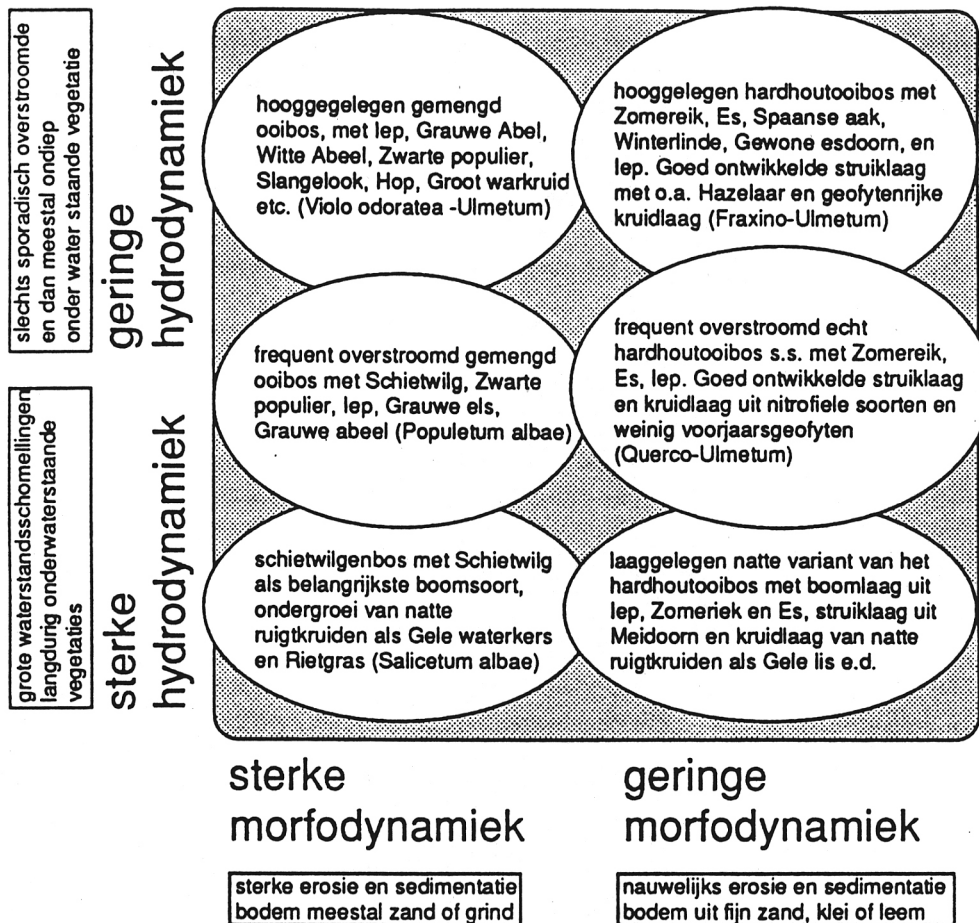 slechts sporadisch overstroomde
en dan meestal ondiep
onder water staande vegetatie
geringe
hydrodynamiek
hooggegelegen gemengd
ooibos, met Iep, Grauwe Abel,
Witte Abeel, Zwarte populier,
Slangelook, Hop, Groot warkruid
etc. (Violo odoratea -Ulmetum)
hooggelegen hardhoutooibos met
Zomereik, Es, Spaanse aak,
Winterlinde, Gewone esdoorn, en
Iep. Goed ontwikkelde struiklaag
met o.a. Hazelaar en geofytenrijke
kruidlaag (Fraxino-Ulmetum)
frequent overstroomd gemengd
ooibos met Schietwilg, Zwarte
populier, Iep, Grauwe els,
Grauwe abeel (Populetum albae)
frequent overstroomd echt
hardhoutooibos s.s. met Zomereik,
Es, Iep. Goed ontwikkelde struiklaag
en kruidlaag uit nitrofiele soorten en
weinig voorjaarsgeofyten
(Querco-Ulmetum)
grote waterstandsschomellingen
langdurig onderwaterstaande
vegetaties
sterke
hydrodynamiek
schietwilgenbos met Schietwilg
als belangrijkste boomsoort,
ondergroei van natte
ruigtkruiden als Gele waterkers
en Rietgras (Salicetum albae)
laaggelegen natte variant van het
hardhoutooibos met boomlaag uit
Iep, Zomeriek en Es, struiklaag uit
Meidoorn en kruidlaag van natte
ruigtkruiden als Gele lis e.d.
sterke
morfodynamiek
geringe
morfodynamiek
sterke erosie en sedimentatie
bodem meestal zand of grind
nauwelijks erosie en sedimentatie
bodem uit fijn zand, klei of leem